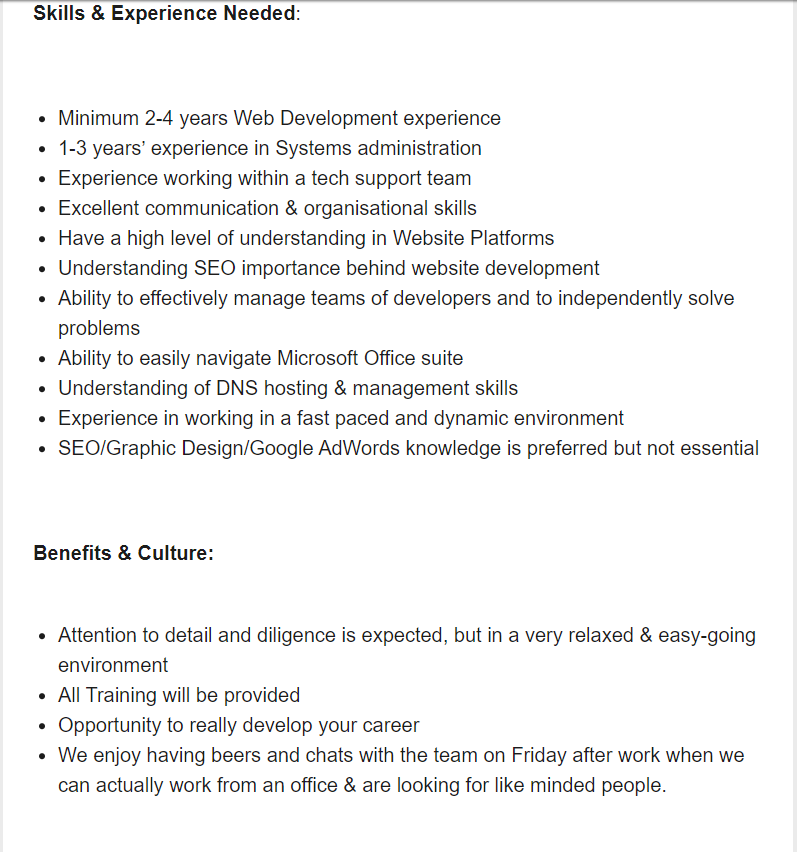 Skills & Experience Needed:
• Minimum 2-4 years Web Development experience
• 1-3 years’ experience in Systems administration
• Experience working within a tech support team
• Excellent communication & organisational skills
• Have a high level of understanding in Website Platforms
• Understanding SEO importance behind website development
• Ability to effectively manage teams of developers and to independently solve
problems
• Ability to easily navigate Microsoft Office suite
• Understanding of DNS hosting & management skills
• Experience in working in a fast paced and dynamic environment
• SEO/Graphic Design/Google AdWords knowledge is preferred but not essential
Benefits & Culture:
• Attention to detail and diligence is expected, but in a very relaxed & easy-going
environment
• All Training will be provided
• Opportunity to really develop your career
• We enjoy having beers and chats with the team on Friday after work when we
can actually work from an office & are looking for like minded people.